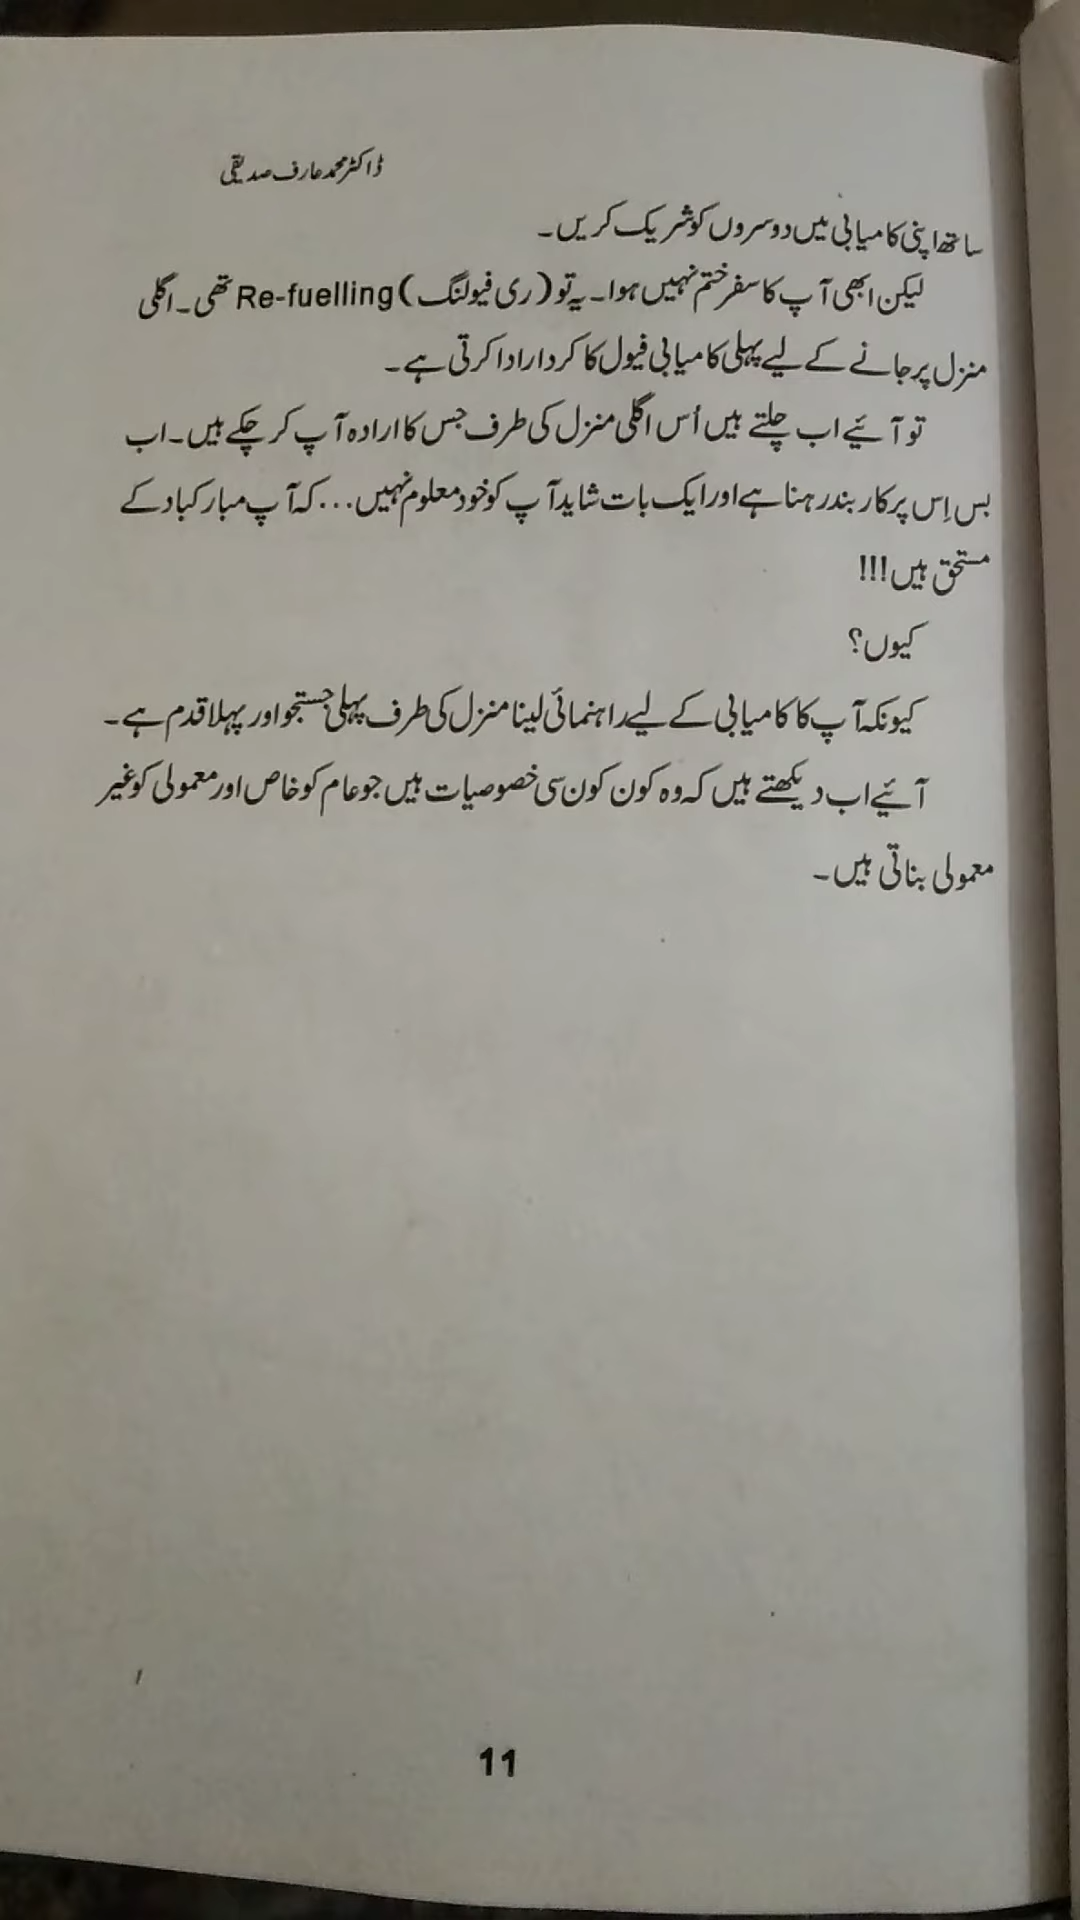 ڈاکٹر محمد عارف صدیقی
ساتھ اپنی کامیابی میں دوسروں کو شریک کریں۔
لیکن ابھی آپ کا سفر ختم نہیں ہوا۔ یہ تو (ری فیولنگ) Re-fuelling تھی۔ اگلی
منزل پر جانے کے لیے پہلی کامیابی فیول کا کردار ادا کرتی ہے۔
تو آئیے اب چلتے ہیں اُس اگلی منزل کی طرف جس کا ارادہ آپ کر چکے ہیں۔ اب
بس اِس پر کاربند رہنا ہے اور ایک بات شاید آپ کو خود معلوم نہیں... کہ آپ مبارکباد کے
مستحق ہیں!!!
کیوں؟
کیونکہ آپ کا کامیابی کے لیے راہنمائی لینا منزل کی طرف پہلی جستجو اور پہلا قدم ہے۔
آئیے اب دیکھتے ہیں کہ وہ کون کون سی خصوصیات ہیں جو عام کو خاص اور معمولی کو غیر
معمولی بناتی ہیں۔
11